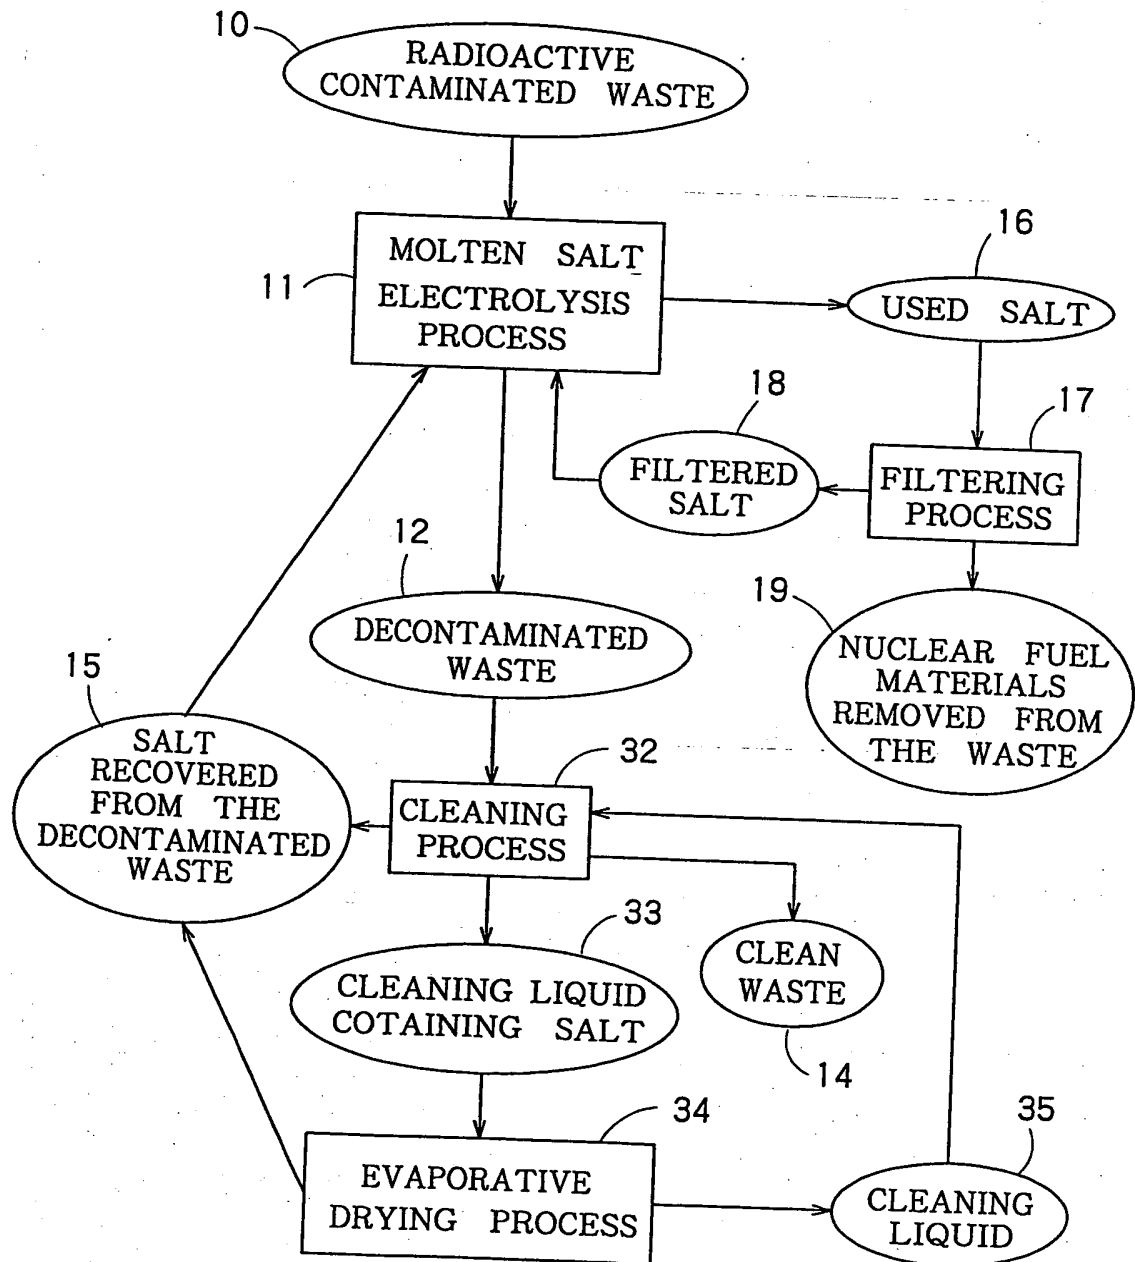 10
RADIOACTIVE
CONTAMINATED WASTE
11
MOLTEN SALT
ELECTROLYSIS
PROCESS
16
USED SALT
18
FILTERED
SALT
17
FILTERING
PROCESS
12
DECONTAMINATED
WASTE
19
NUCLEAR FUEL
MATERIALS
REMOVED FROM
THE WASTE
15
SALT
RECOVERED
FROM THE
DECONTAMINATED
WASTE
32
CLEANING
PROCESS
33
CLEANING LIQUID
COTAINING SALT
CLEAN
WASTE
14
34
EVAPORATIVE
DRYING PROCESS
35
CLEANING
LIQUID